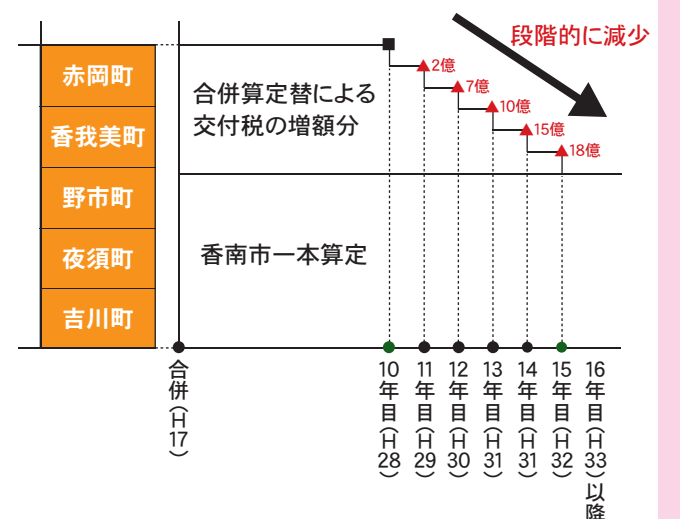 段階的に減少
赤岡町
香我美町
野市町
夜須町
吉川町
合併算定替による
交付税の増額分
▲2億
▲7億
▲10億
▲15億
▲18億
香南市一本算定
合併(H17)
10年目(H28)
11年目(H29)
12年目(H30)
13年目(H31)
14年目(H31)
15年目(H32)
16年目(H33)以降